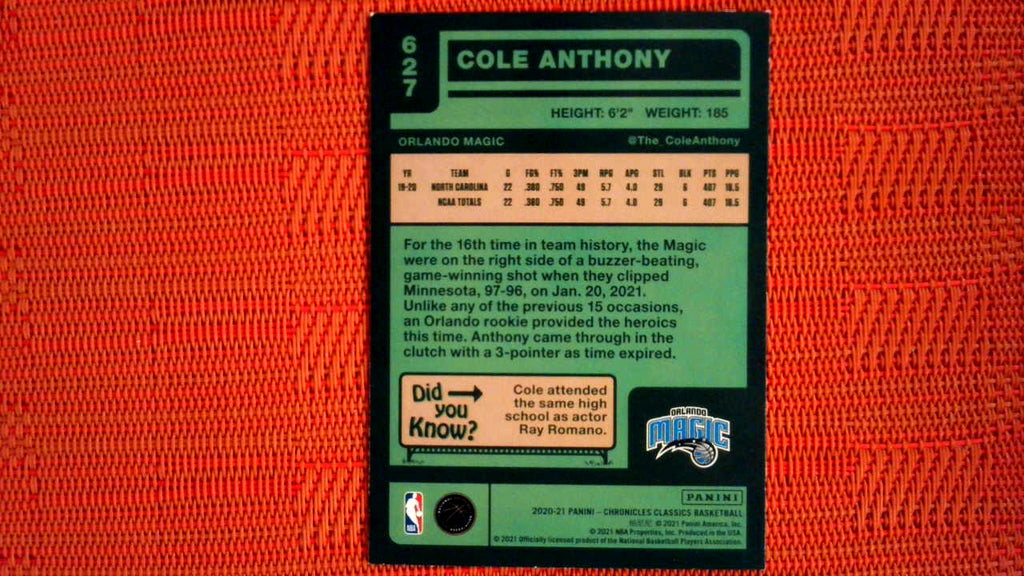 627
COLE ANTHONY
HEIGHT: 6'2" WEIGHT: 185
ORLANDO MAGIC @The_ColeAnthony
YR TEAM G FG% FT% 3PM RPG APG STL BLK PTS PPG
19-20 NORTH CAROLINA 22 .380 .750 49 5.7 4.0 29 6 407 18.5
NCAA TOTALS 22 .380 .750 49 5.7 4.0 29 6 407 18.5
For the 16th time in team history, the Magic
were on the right side of a buzzer-beating,
game-winning shot when they clipped
Minnesota, 97-96, on Jan. 20, 2021.
Unlike any of the previous 15 occasions,
an Orlando rookie provided the heroics
this time. Anthony came through in the
clutch with a 3-pointer as time expired.
Did
you
Know?
Cole attended
the same high
school as actor
Ray Romano.
ORLANDO
MAGIC
NBA
PANINI
2020-21 PANINI – CHRONICLES CLASSICS BASKETBALL
© 2021 Panini America, Inc.
© 2021 NBA Properties, Inc. Produced in the USA.
© 2021 Officially licensed product of the National Basketball Players Association.